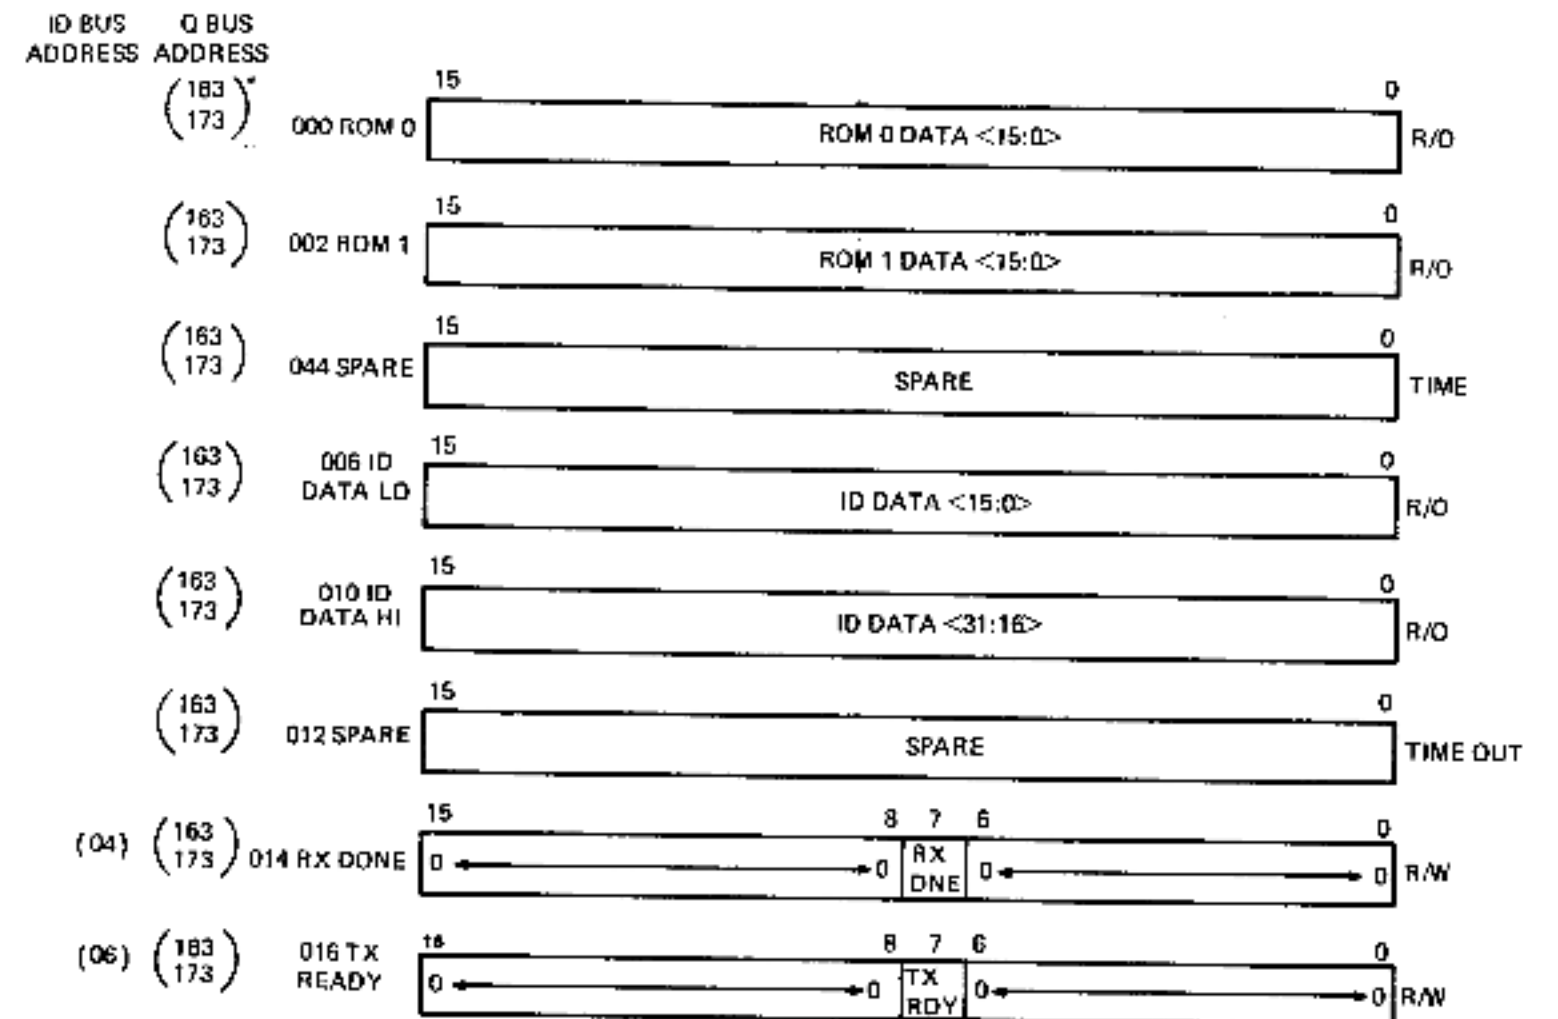 ID BUS Q BUS
ADDRESS ADDRESS
15 0
(183 173)* 000 ROM 0 ROM 0 DATA <15:0> R/O
15 0
(163 173) 002 ROM 1 ROM 1 DATA <15:0> R/O
15 0
(163 173) 044 SPARE SPARE TIME
15 0
(163 173) 006 ID DATA LO ID DATA <15:0> R/O
15 0
(163 173) 010 ID DATA HI ID DATA <31:16> R/O
15 0
(163 173) 012 SPARE SPARE TIME OUT
15 8 7 6 0
(04) (163 173) 014 RX DONE 0 0 RX DNE 0 0 R/W
15 8 7 6 0
(06) (183 173) 016 TX READY 0 0 TX RDY 0 0 R/W